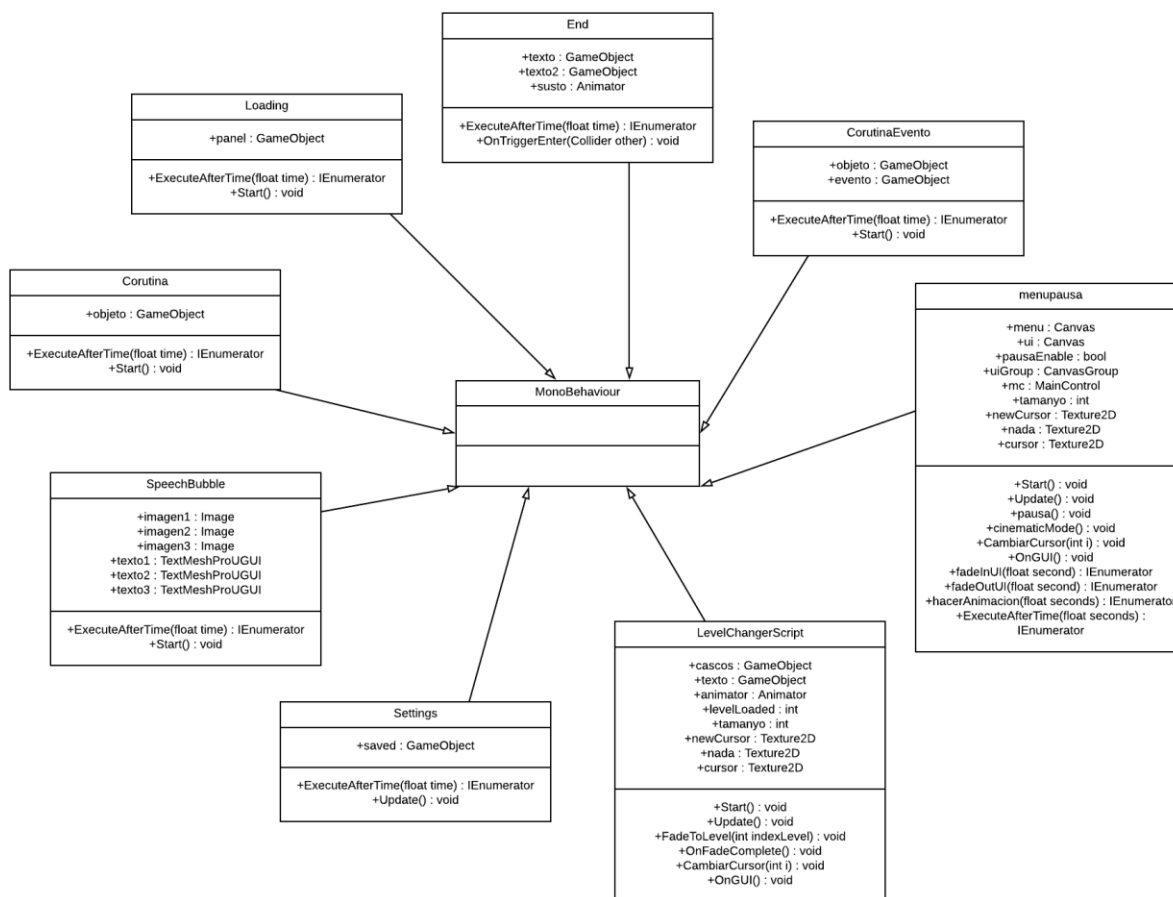 End
+texto : GameObject
+texto2 : GameObject
+susto : Animator
+ExecuteAfterTime(float time) : IEnumerator
+OnTriggerEnter(Collider other) : void
Loading
+panel : GameObject
+ExecuteAfterTime(float time) : IEnumerator
+Start() : void
CorutinaEvento
+objeto : GameObject
+evento : GameObject
+ExecuteAfterTime(float time) : IEnumerator
+Start() : void
Corutina
+objeto : GameObject
+ExecuteAfterTime(float time) : IEnumerator
+Start() : void
menupausa
+menu : Canvas
+ui : Canvas
+pausaEnable : bool
+uiGroup : CanvasGroup
+mc : MainControl
+tamanyo : int
+newCursor : Texture2D
+nada : Texture2D
+cursor : Texture2D
+Start() : void
+Update() : void
+pausa() : void
+cinematicMode() : void
+CambiarCursor(int i) : void
+OnGUI() : void
+fadeInUI(float second) : IEnumerator
+fadeOutUI(float second) : IEnumerator
+hacerAnimacion(float seconds) : IEnumerator
+ExecuteAfterTime(float seconds) :
IEnumerator
MonoBehaviour
SpeechBubble
+imagen1 : Image
+imagen2 : Image
+imagen3 : Image
+texto1 : TextMeshProUGUI
+texto2 : TextMeshProUGUI
+texto3 : TextMeshProUGUI
+ExecuteAfterTime(float time) : IEnumerator
+Start() : void
LevelChangerScript
+cascos : GameObject
+texto : GameObject
+animator : Animator
+levelLoaded : int
+tamanyo : int
+newCursor : Texture2D
+nada : Texture2D
+cursor : Texture2D
+Start() : void
+Update() : void
+FadeToLevel(int indexLevel) : void
+OnFadeComplete() : void
+CambiarCursor(int i) : void
+OnGUI() : void
Settings
+saved : GameObject
+ExecuteAfterTime(float time) : IEnumerator
+Update() : void